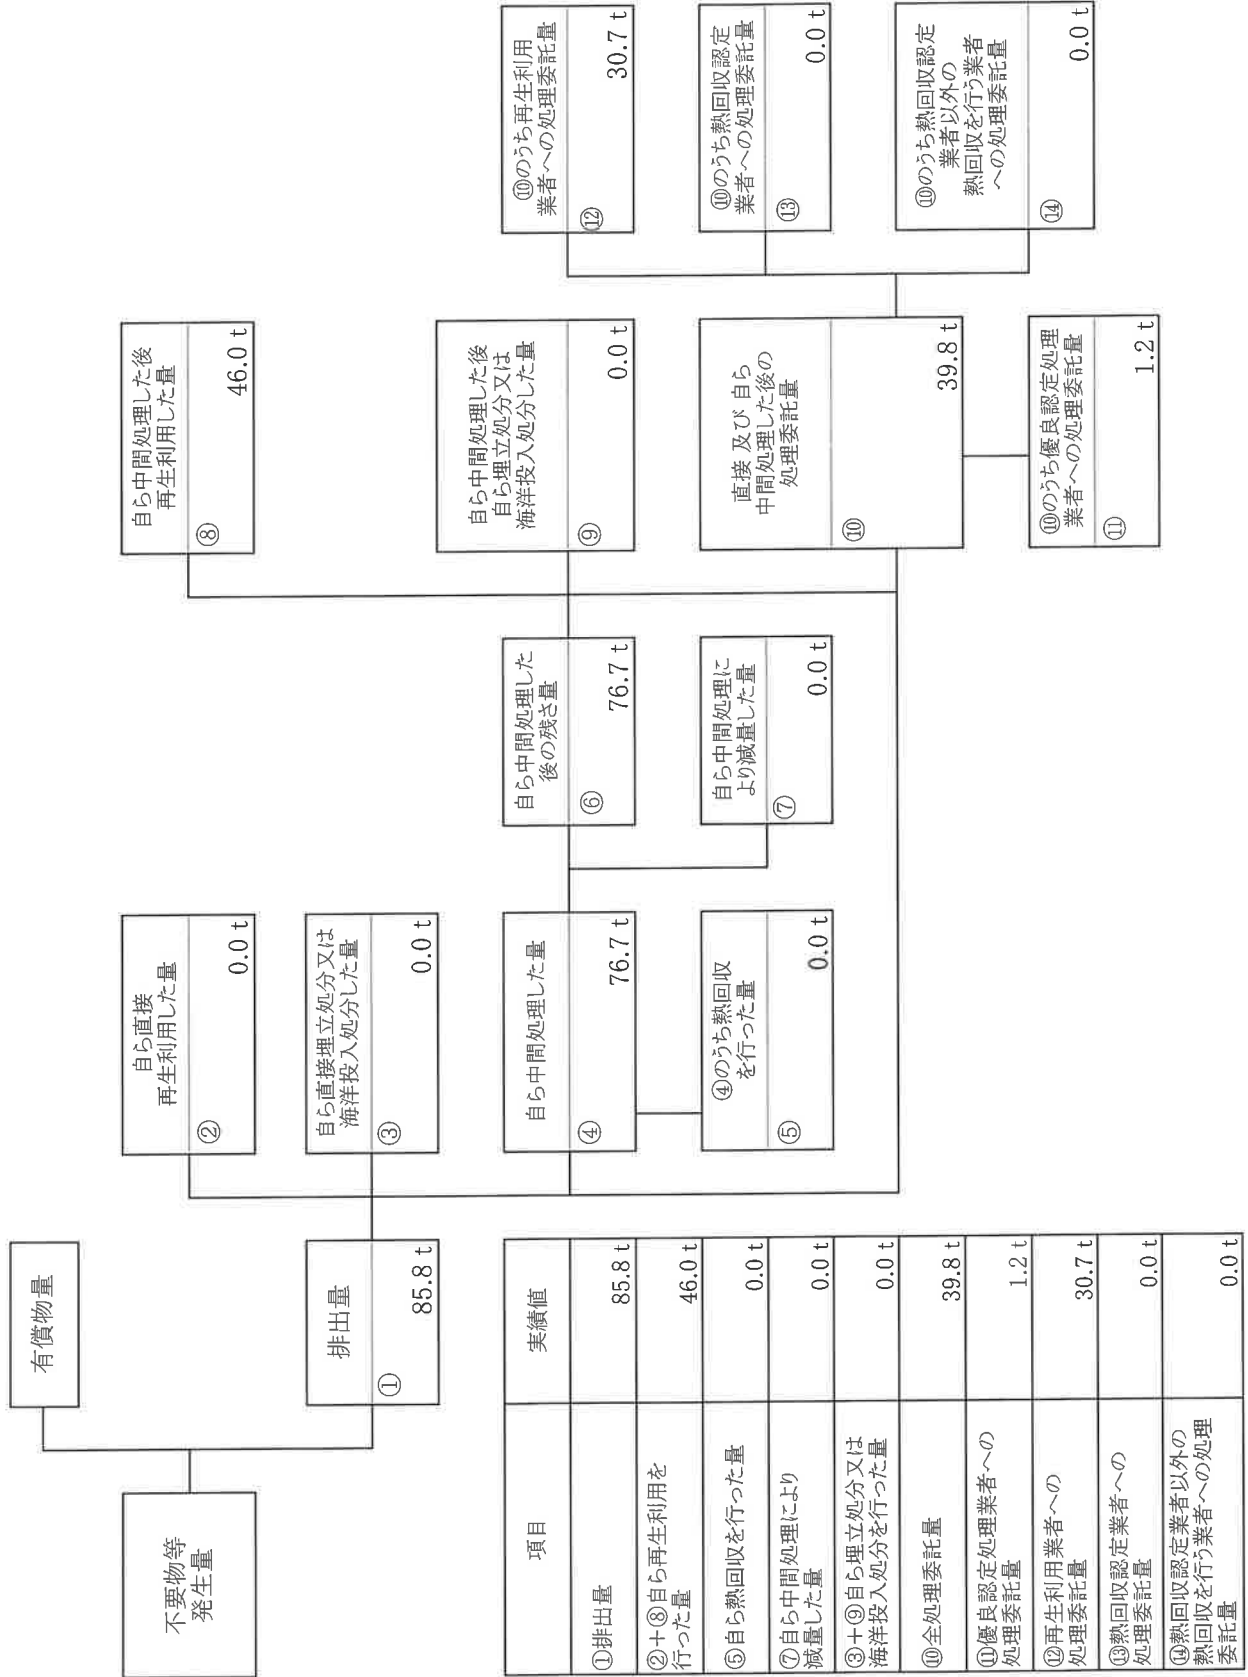 不要物等
発生量
有償物量
排出量
①
85.8 t
自ら直接
再生利用した量
②
0.0 t
自ら直接埋立処分又は
海洋投入処分した量
③
0.0 t
自ら中間処理した量
④
76.7 t
④のうち熱回収
を行った量
⑤
0.0 t
自ら中間処理した
後の残さ量
⑥
76.7 t
自ら中間処理に
より減量した量
⑦
0.0 t
自ら中間処理した後
再生利用した量
⑧
46.0 t
自ら中間処理した後
自ら埋立処分又は
海洋投入処分した量
⑨
0.0 t
直接 及び 自ら
中間処理した後の
処理委託量
⑩
39.8 t
⑩のうち優良認定処理
業者への処理委託量
⑪
1.2 t
⑩のうち再生利用
業者への処理委託量
⑫
30.7 t
⑩のうち熱回収認定
業者への処理委託量
⑬
0.0 t
⑩のうち熱回収認定
業者以外の
熱回収を行う業者
への処理委託量
⑭
0.0 t
項目 実績値
①排出量 85.8 t
②+⑧自ら再生利用を
行った量 46.0 t
⑤自ら熱回収を行った量 0.0 t
⑦自ら中間処理により
減量した量 0.0 t
③+⑨自ら埋立処分又は
海洋投入処分を行った量 0.0 t
⑩全処理委託量 39.8 t
⑪優良認定処理業者への
処理委託量 1.2 t
⑫再生利用業者への
処理委託量 30.7 t
⑬熱回収認定業者への
処理委託量 0.0 t
⑭熱回収認定業者以外の
熱回収を行う業者への処理
委託量 0.0 t